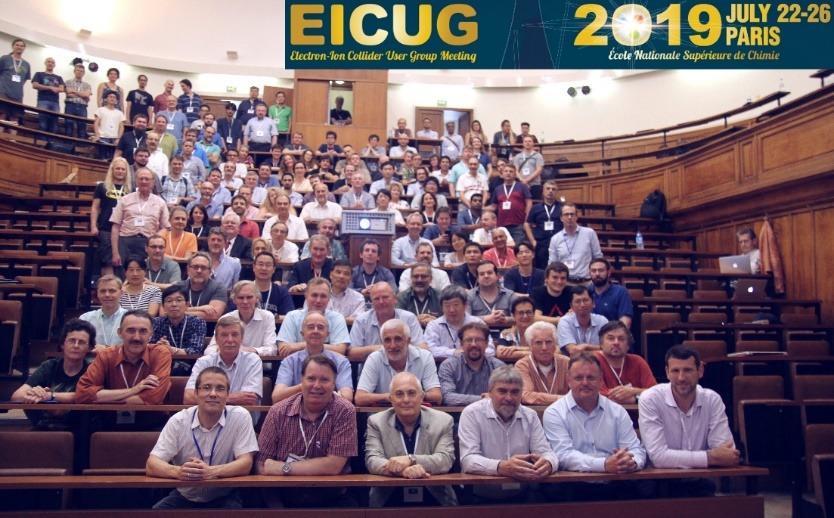 EICUG
Electron-Ion Collider User Group Meeting
2019 JULY 22-26
PARIS
École Nationale Supérieure de Chimie